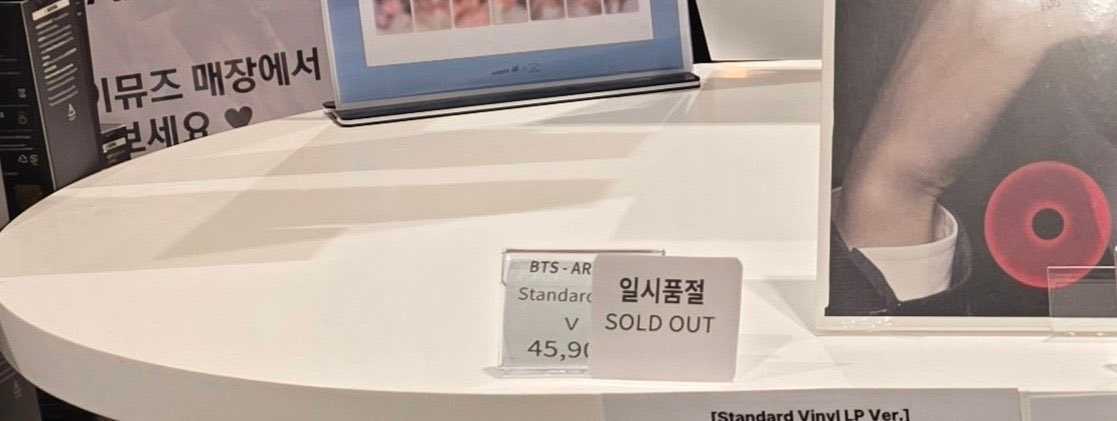 뮤즈 매장에서
보세요 ♥
BTS - AR
Standard
V
45,90
일시품절
SOLD OUT
[Standard Vinyl LP Ver.]